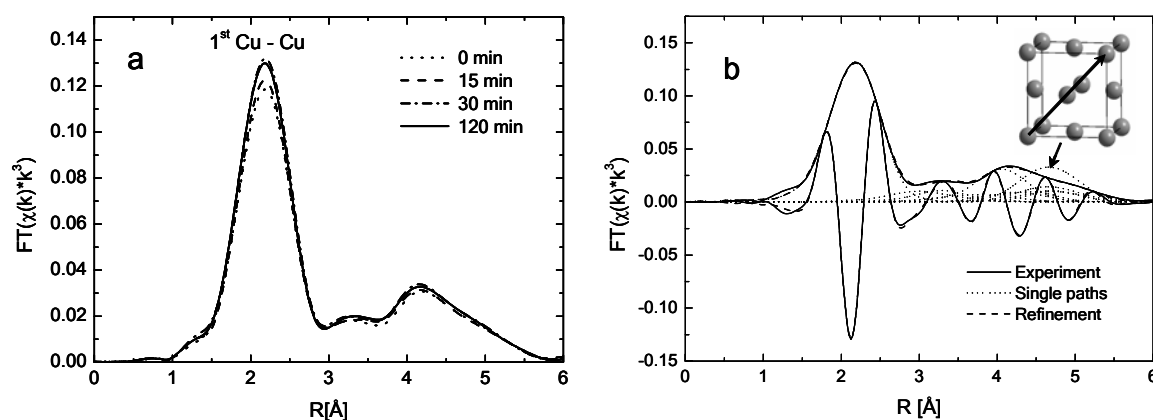 a
1st Cu - Cu
0 min
15 min
30 min
120 min
0.14
0.12
0.10
0.08
0.06
0.04
0.02
0.00
FT(χ(k)*k³)
0 1 2 3 4 5 6
R[Å]
b
0.15
0.10
0.05
0.00
-0.05
-0.10
-0.15
FT(χ(k)*k³)
Experiment
Single paths
Refinement
0 1 2 3 4 5 6
R [Å]